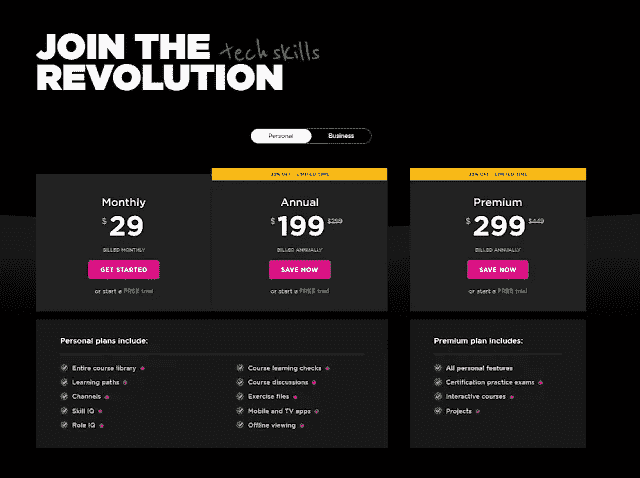 JOIN THE tech skills
REVOLUTION
Personal
Business
Monthly
$ 29
BILLED MONTHLY
GET STARTED
or start a FREE trial
LIMITED TIME
Annual
$ 199 $299
BILLED ANNUALLY
SAVE NOW
or start a FREE trial
LIMITED TIME
Premium
$ 299 $449
BILLED ANNUALLY
SAVE NOW
or start a FREE trial
Personal plans include:
Entire course library
Learning paths
Channels
Skill IQ
Role IQ
Course learning checks
Course discussions
Exercise files
Mobile and TV apps
Offline viewing
Premium plan includes:
All personal features
Certification practice exams
Interactive courses
Projects